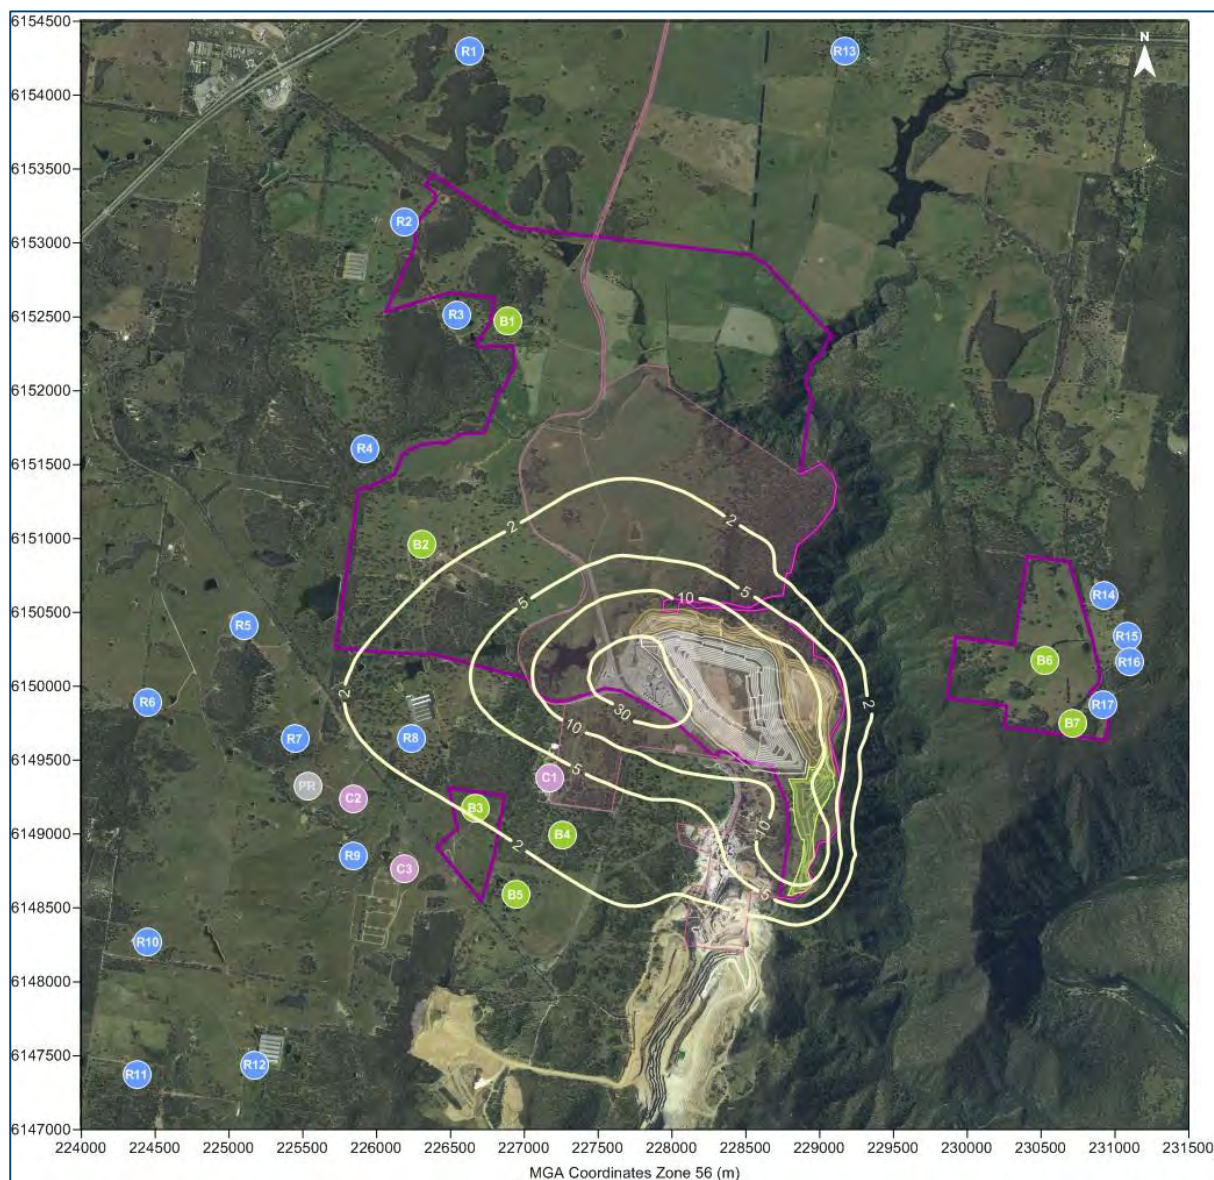 6154500
R1
R13
N
6154000
6153500
R2
6153000
6152500
R3
B1
6152000
R4
6151500
2
2
B2
6151000
5
5
10
R14
6150500
R5
R15
B6
R16
6150000
2
2
R6
30
R17
R7
R8
10
B7
6149500
5
C1
PR
C2
B3
10
6149000
2
B4
R9
C3
5
B5
6148500
R10
6148000
6147500
R12
R11
6147000
224000 224500 225000 225500 226000 226500 227000 227500 228000 228500 229000 229500 230000 230500 231000 231500
MGA Coordinates Zone 56 (m)